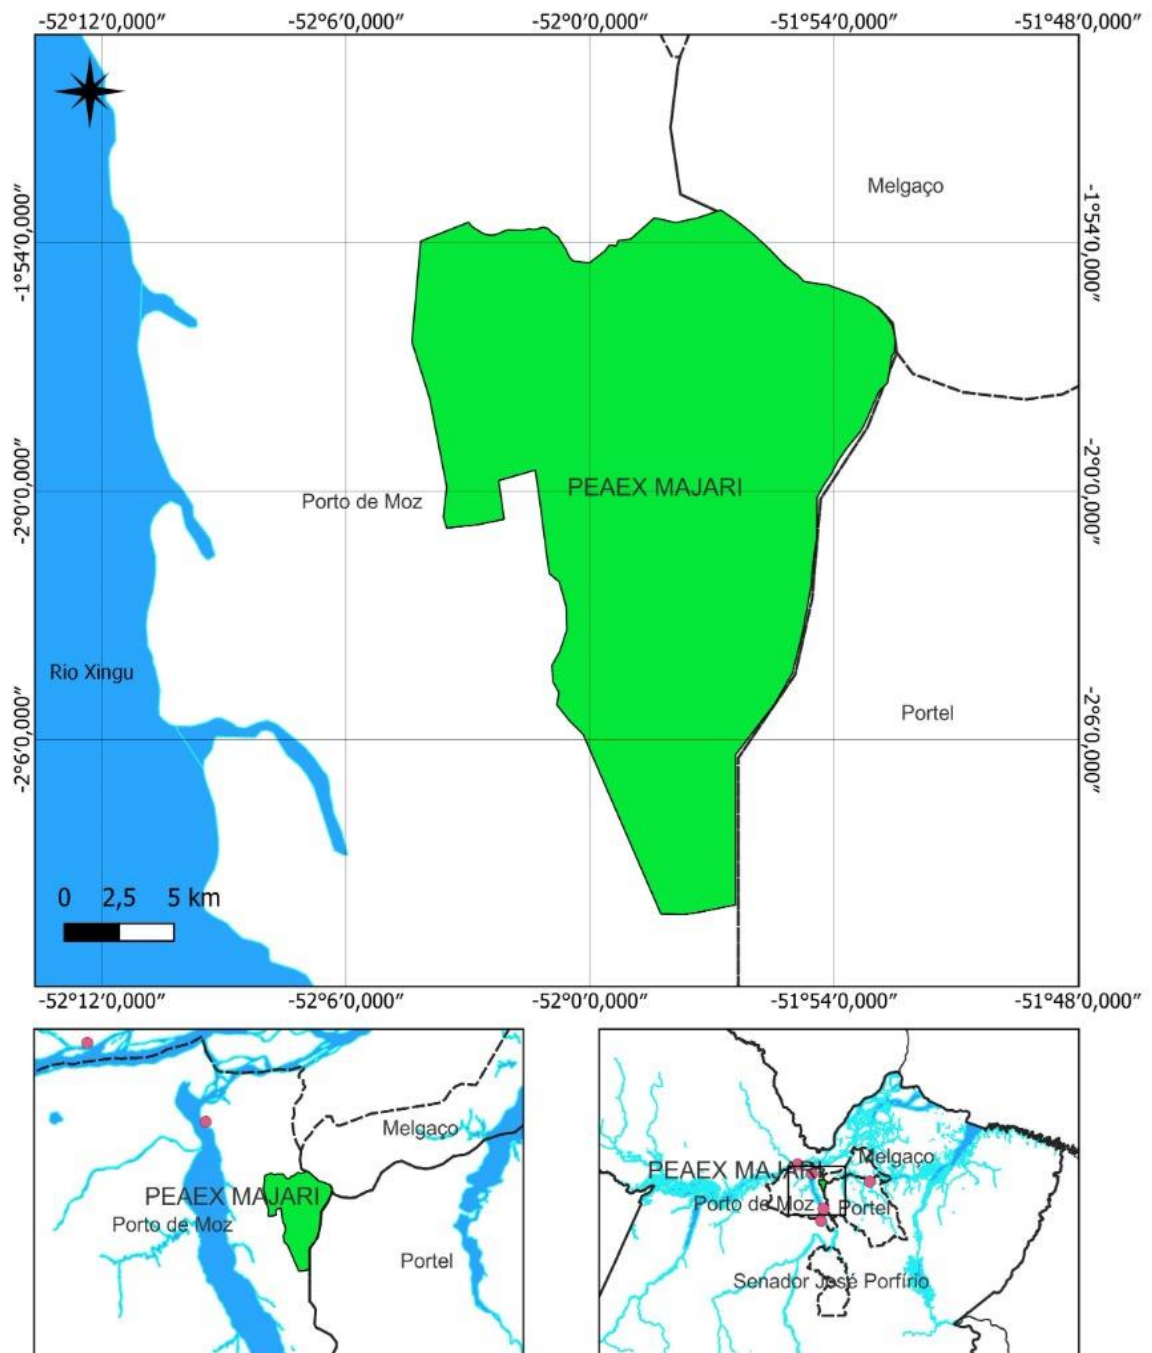 -52°12′0,000″ -52°6′0,000″ -52°0′0,000″ -51°54′0,000″ -51°48′0,000″
Melgaço
-1°54′0,000″ -1°54′0,000″
PEAEX MAJARI
Porto de Moz
-2°0′0,000″ -2°0′0,000″
Rio Xingu
Portel
-2°6′0,000″ -2°6′0,000″
0 2,5 5 km
-52°12′0,000″ -52°6′0,000″ -52°0′0,000″ -51°54′0,000″ -51°48′0,000″
Melgaço
PEAEX MAJARI
Porto de Moz
Portel
Melgaço
PEAEX MAJARI
Porto de Moz
Portel
Senador José Porfírio